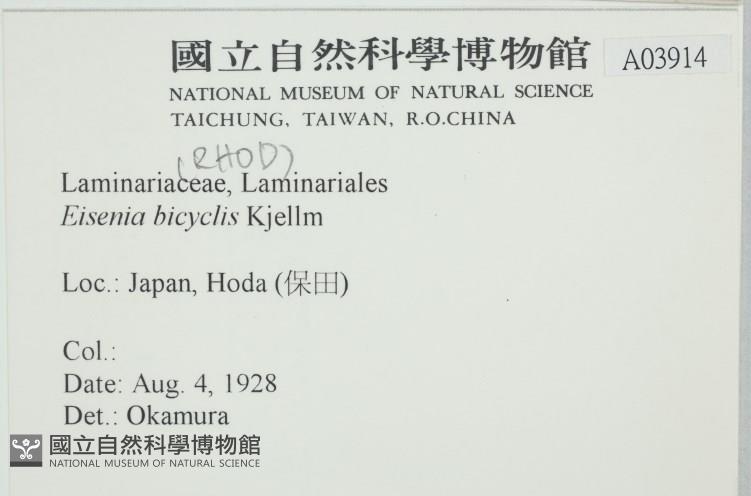 國立自然科學博物館
A03914
NATIONAL MUSEUM OF NATURAL SCIENCE
TAICHUNG, TAIWAN, R.O.CHINA
(RHOD)
Laminariaceae, Laminariales
Eisenia bicyclis Kjellm
Loc.: Japan, Hoda (保田)
Col.:
Date: Aug. 4, 1928
Det.: Okamura
國立自然科學博物館
NATIONAL MUSEUM OF NATURAL SCIENCE